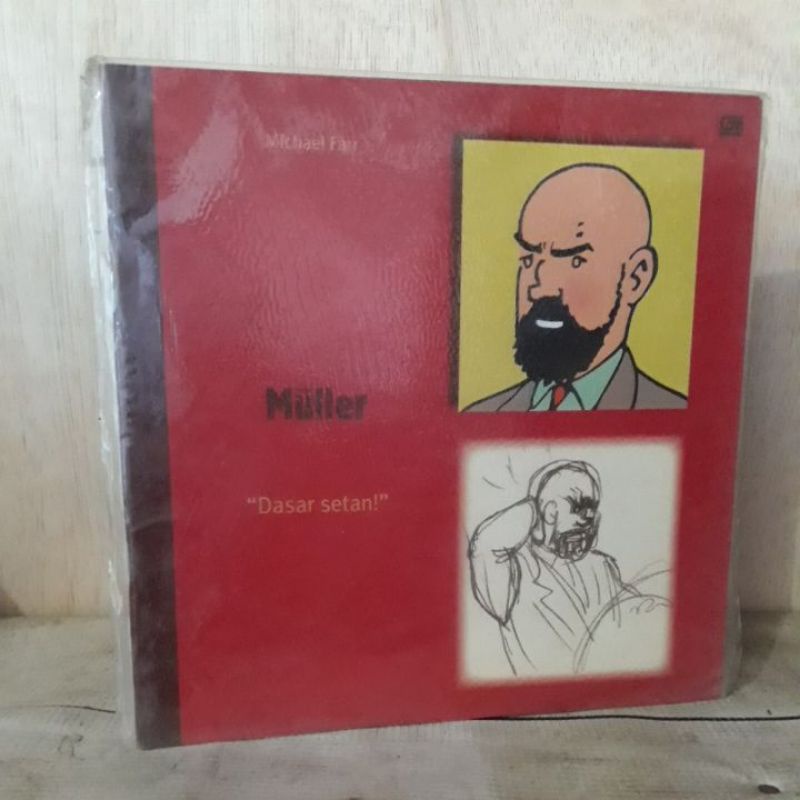 Michael Farr
Müller
“Dasar setan!”